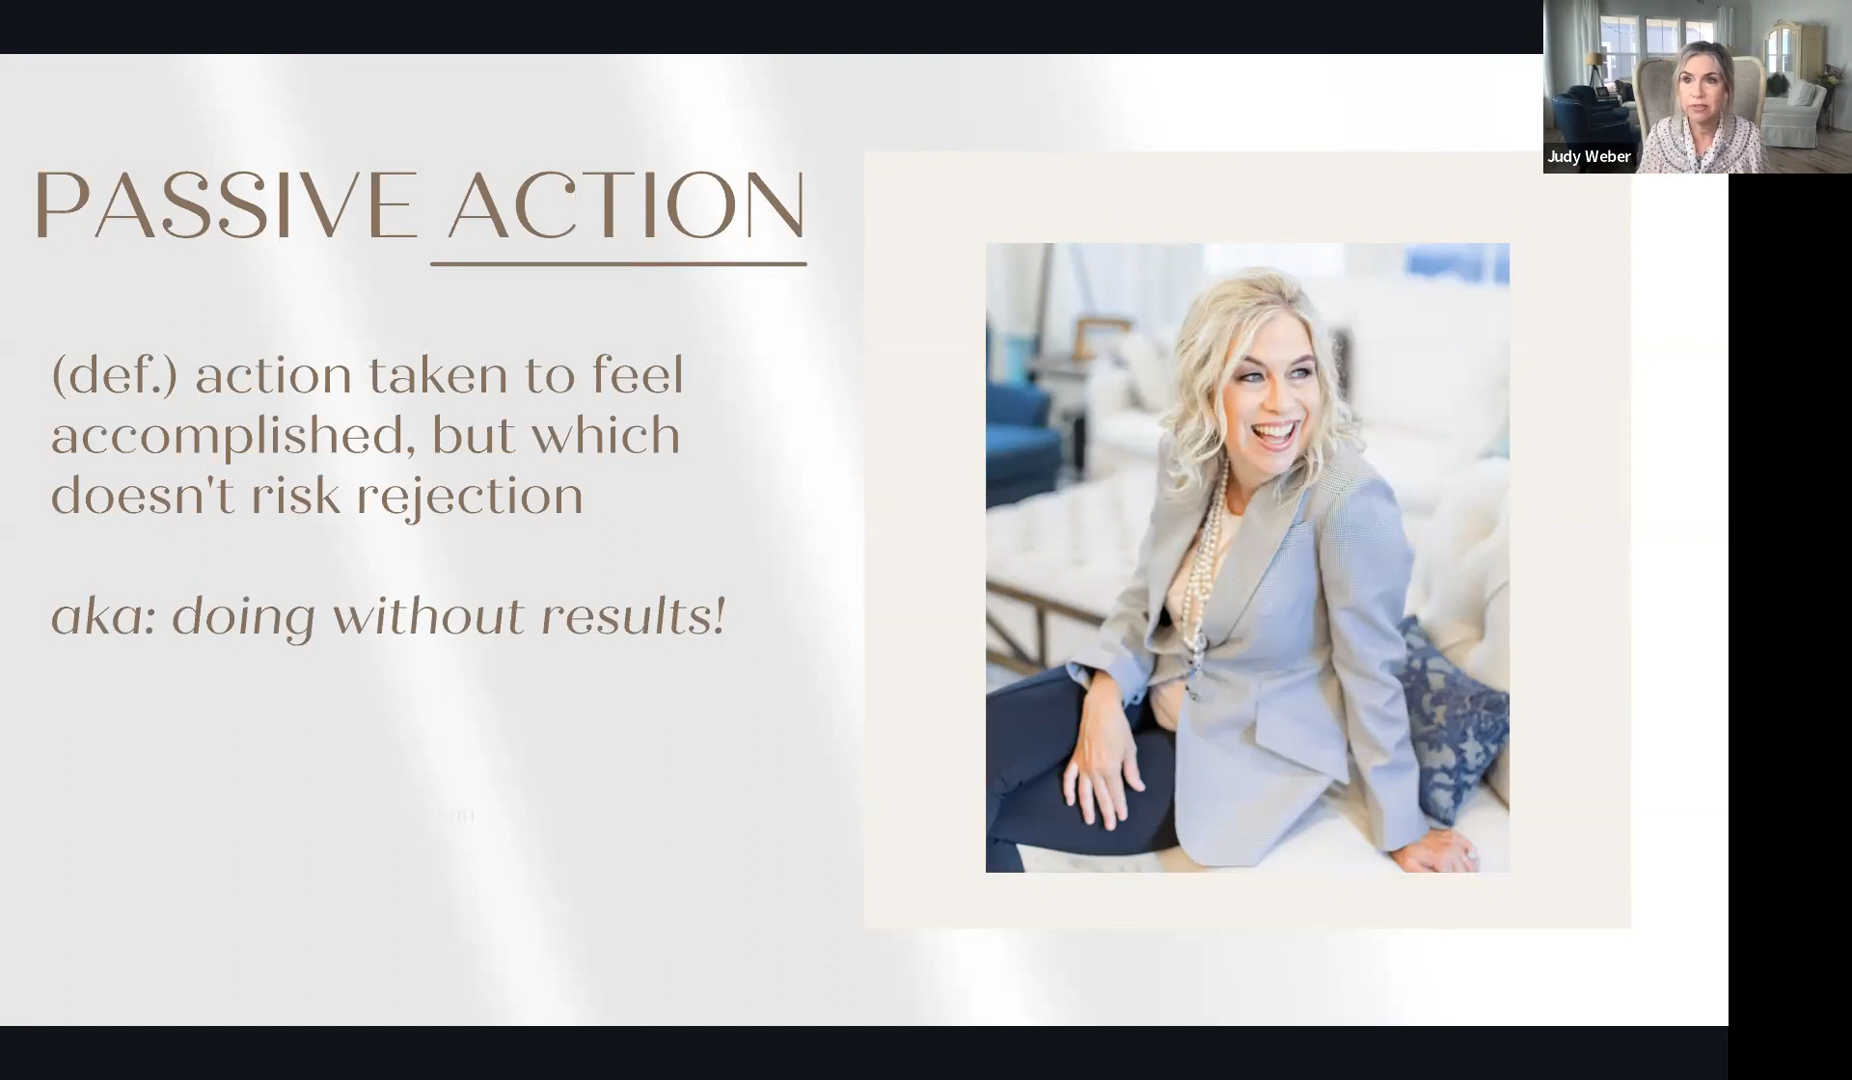 PASSIVE ACTION
(def.) action taken to feel
accomplished, but which
doesn't risk rejection
aka: doing without results!
Judy Weber